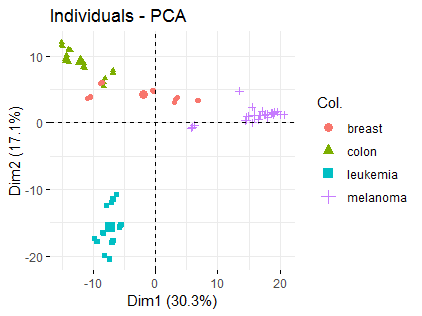 Individuals - PCA
10
0
-10
-20
Dim2 (17.1%)
-10
0
10
20
Dim1 (30.3%)
Col.
breast
colon
leukemia
melanoma